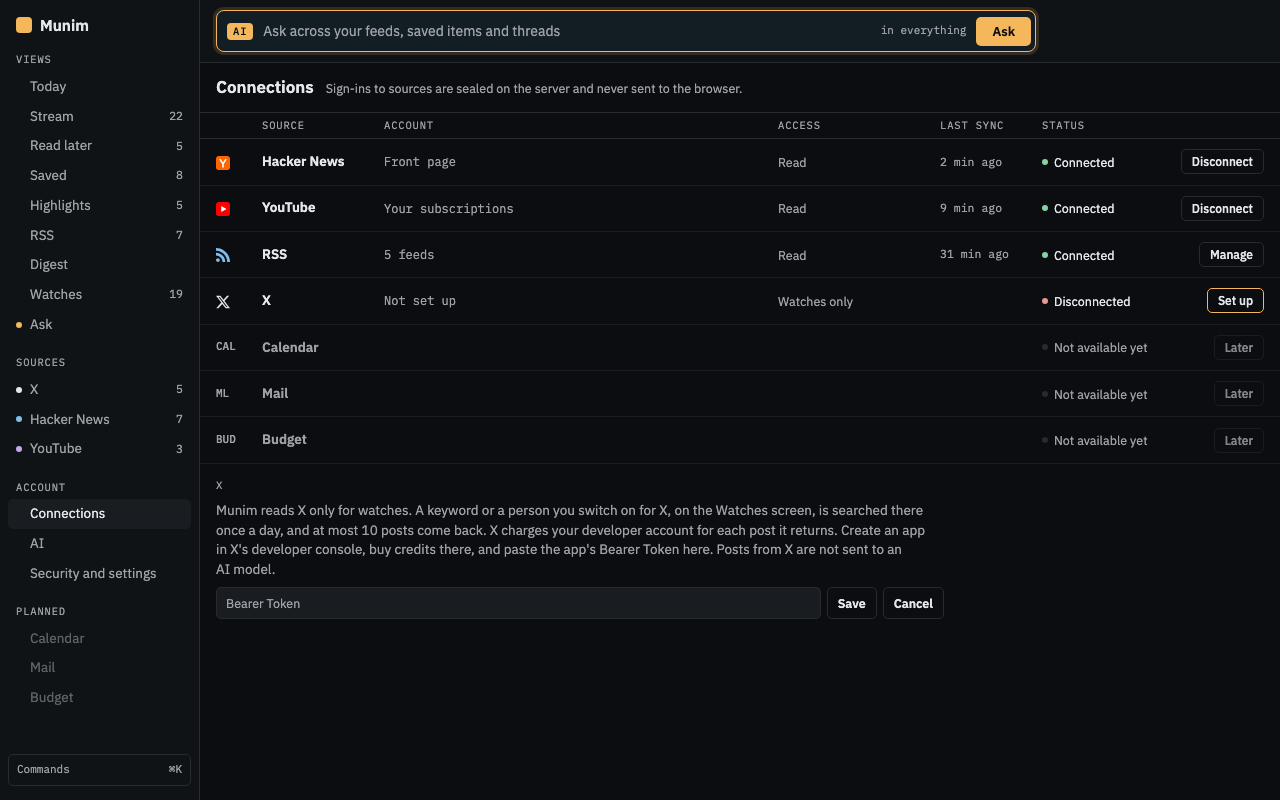 Munim
VIEWS
Today
Stream 22
Read later 5
Saved 8
Highlights 5
RSS 7
Digest
Watches 19
Ask
SOURCES
X 5
Hacker News 7
YouTube 3
ACCOUNT
Connections
AI
Security and settings
PLANNED
Calendar
Mail
Budget
Commands ⌘K
AI Ask across your feeds, saved items and threads in everything Ask
Connections Sign-ins to sources are sealed on the server and never sent to the browser.
SOURCE ACCOUNT ACCESS LAST SYNC STATUS
Y Hacker News Front page Read 2 min ago Connected Disconnect
YouTube Your subscriptions Read 9 min ago Connected Disconnect
RSS 5 feeds Read 31 min ago Connected Manage
X Not set up Watches only Disconnected Set up
CAL Calendar Not available yet Later
ML Mail Not available yet Later
BUD Budget Not available yet Later
X
Munim reads X only for watches. A keyword or a person you switch on for X, on the Watches screen, is searched there
once a day, and at most 10 posts come back. X charges your developer account for each post it returns. Create an app
in X's developer console, buy credits there, and paste the app's Bearer Token here. Posts from X are not sent to an
AI model.
Bearer Token Save Cancel